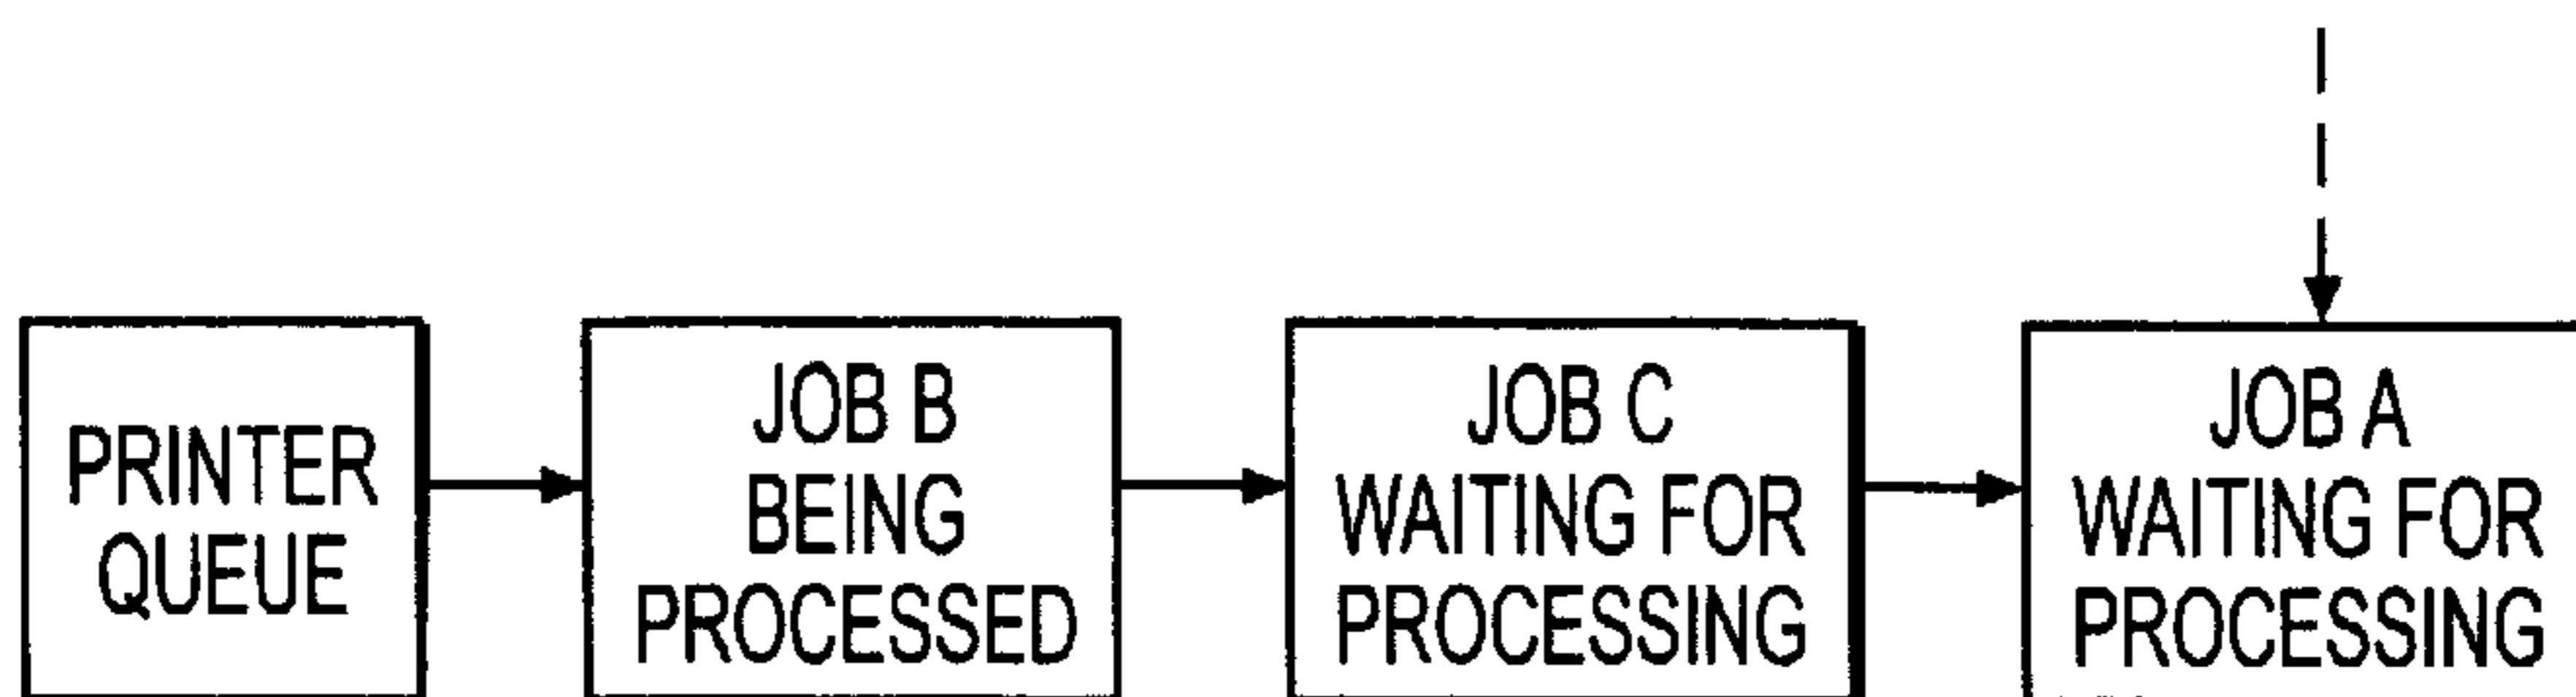 PRINTER
QUEUE
JOB B
BEING
PROCESSED
JOB C
WAITING FOR
PROCESSING
JOB A
WAITING FOR
PROCESSING